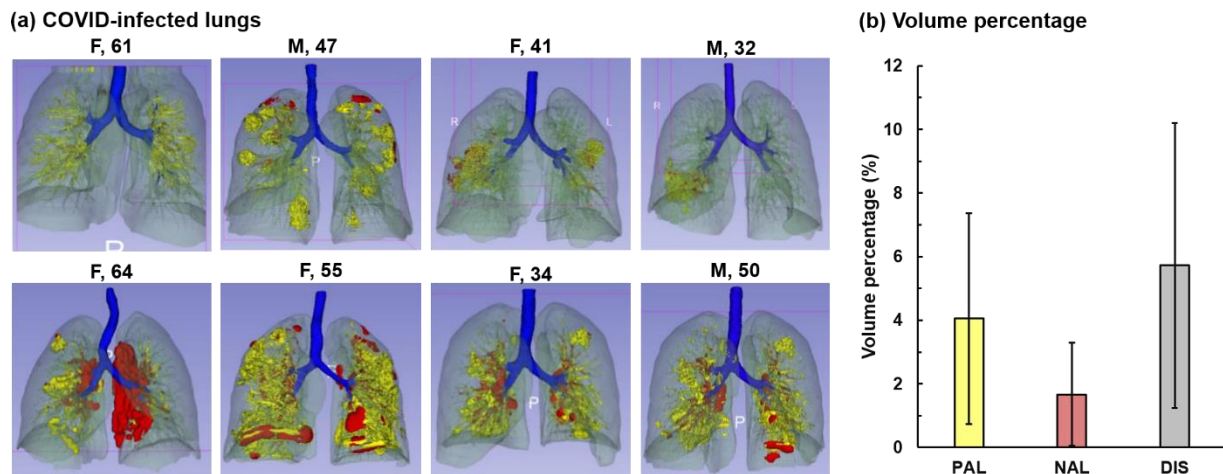 (a) COVID-infected lungs
F, 61
M, 47
F, 41
M, 32
P
R
L
R
F, 64
F, 55
F, 34
M, 50
P
P
(b) Volume percentage
Volume percentage (%)
12
10
8
6
4
2
0
PAL
NAL
DIS